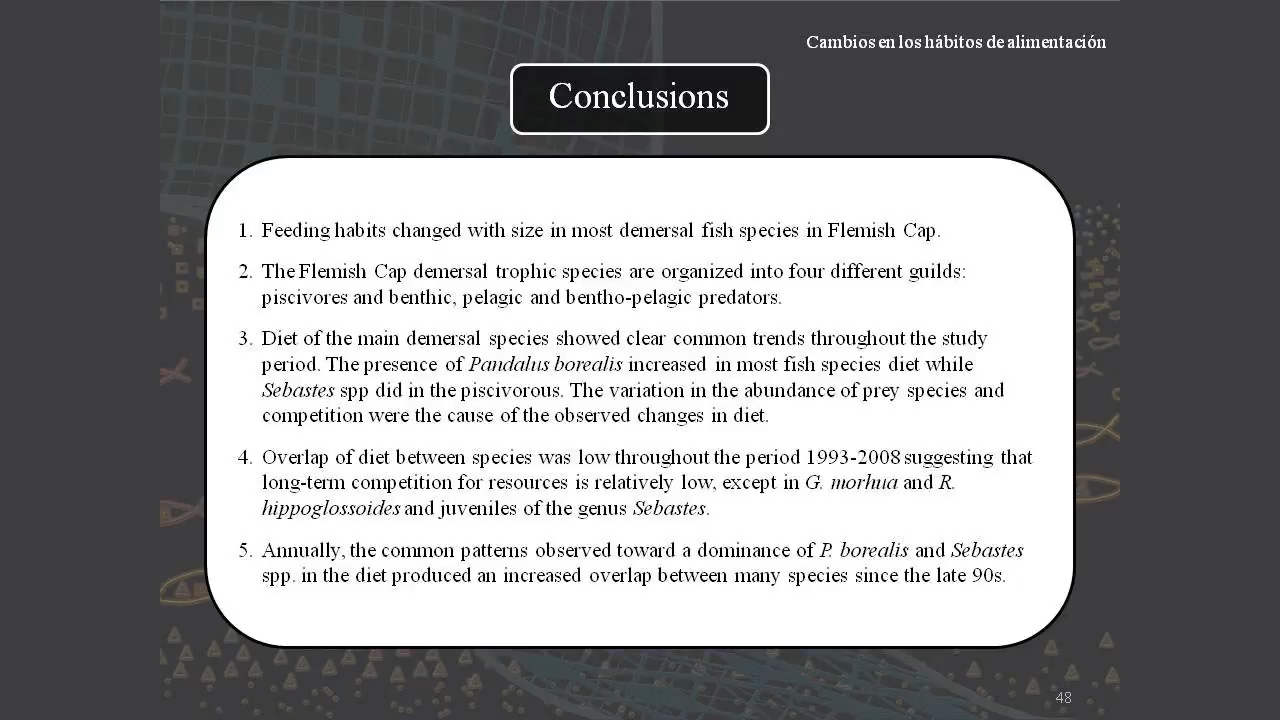 Cambios en los hábitos de alimentación
Conclusions
1. Feeding habits changed with size in most demersal fish species in Flemish Cap.
2. The Flemish Cap demersal trophic species are organized into four different guilds:
piscivores and benthic, pelagic and bentho-pelagic predators.
3. Diet of the main demersal species showed clear common trends throughout the study
period. The presence of Pandalus borealis increased in most fish species diet while
Sebastes spp did in the piscivorous. The variation in the abundance of prey species and
competition were the cause of the observed changes in diet.
4. Overlap of diet between species was low throughout the period 1993-2008 suggesting that
long-term competition for resources is relatively low, except in G. morhua and R.
hippoglossoides and juveniles of the genus Sebastes.
5. Annually, the common patterns observed toward a dominance of P. borealis and Sebastes
spp. in the diet produced an increased overlap between many species since the late 90s.
48